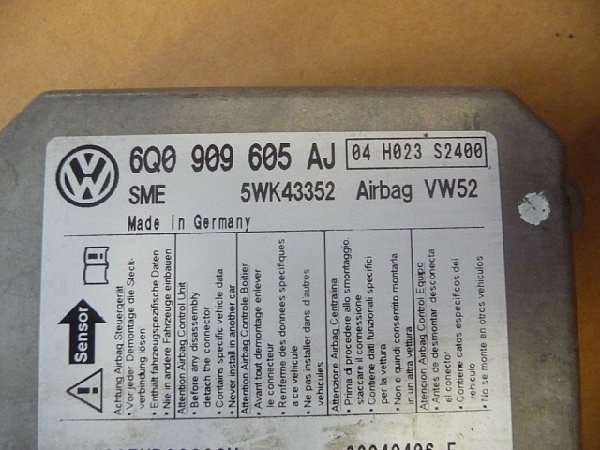 6Q0 909 605 AJ
04 H023 S2400
SME 5WK43352 Airbag VW52
Made in Germany
Sensor
Achtung Airbag Steuergerät
• Vor jeder Demontage die Steck-
verbindung lösen
• Enthält fahrzeugspezifische Daten
• Nie in andere Fahrzeuge einbauen
Attention Airbag Control Unit
• Before any disassembly
detach the connector
• Contains specific vehicle data
• Never install in another car
Attention Airbag Controle Boitier
• Avant tout démontage enlever
le connecteur
• Renferme des donnees spécifiques
a ce vehicule
• Ne pas installer dans d'autres
vehicules
Attenzione Airbag Centralina
• Prima di procedere allo smontaggio,
staccare il connessione
• Contiene dati funzionali specifici
per la vettura
• Non e quindi consentito montarla
in un altra vettura
Atencion Airbag Control Equipo
• Antes de desmontar desconecta
el conector
• Contiene datos especificos del
vehiculo
• No se monte en otros vehiculos